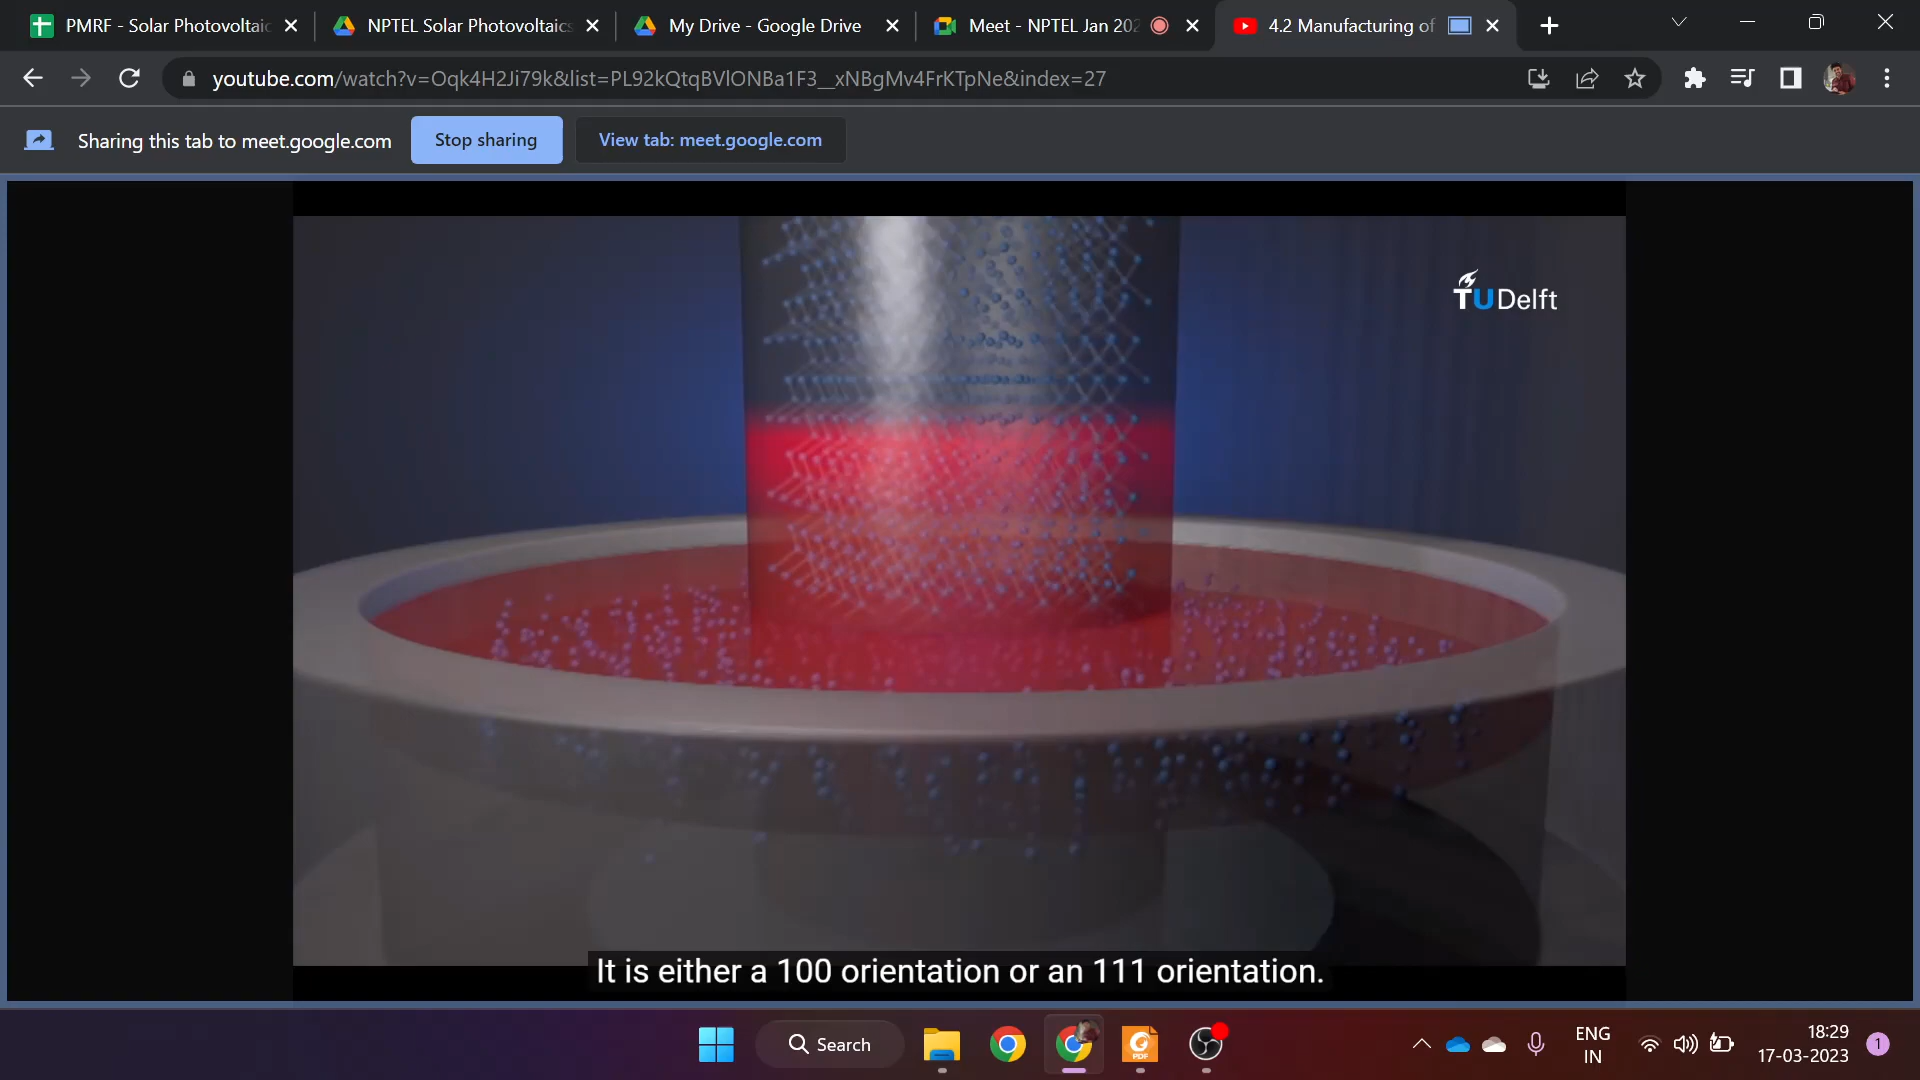 PMRF - Solar Photovoltaic
NPTEL Solar Photovoltaics
My Drive - Google Drive
Meet - NPTEL Jan 202
4.2 Manufacturing of
youtube.com/watch?v=Oqk4H2Ji79k&list=PL92kQtqBVlONBa1F3__xNBgMv4FrKTpNe&index=27
Sharing this tab to meet.google.com
Stop sharing
View tab: meet.google.com
TUDelft
It is either a 100 orientation or an 111 orientation.
Search
PDF
ENG
IN
18:29
17-03-2023
1